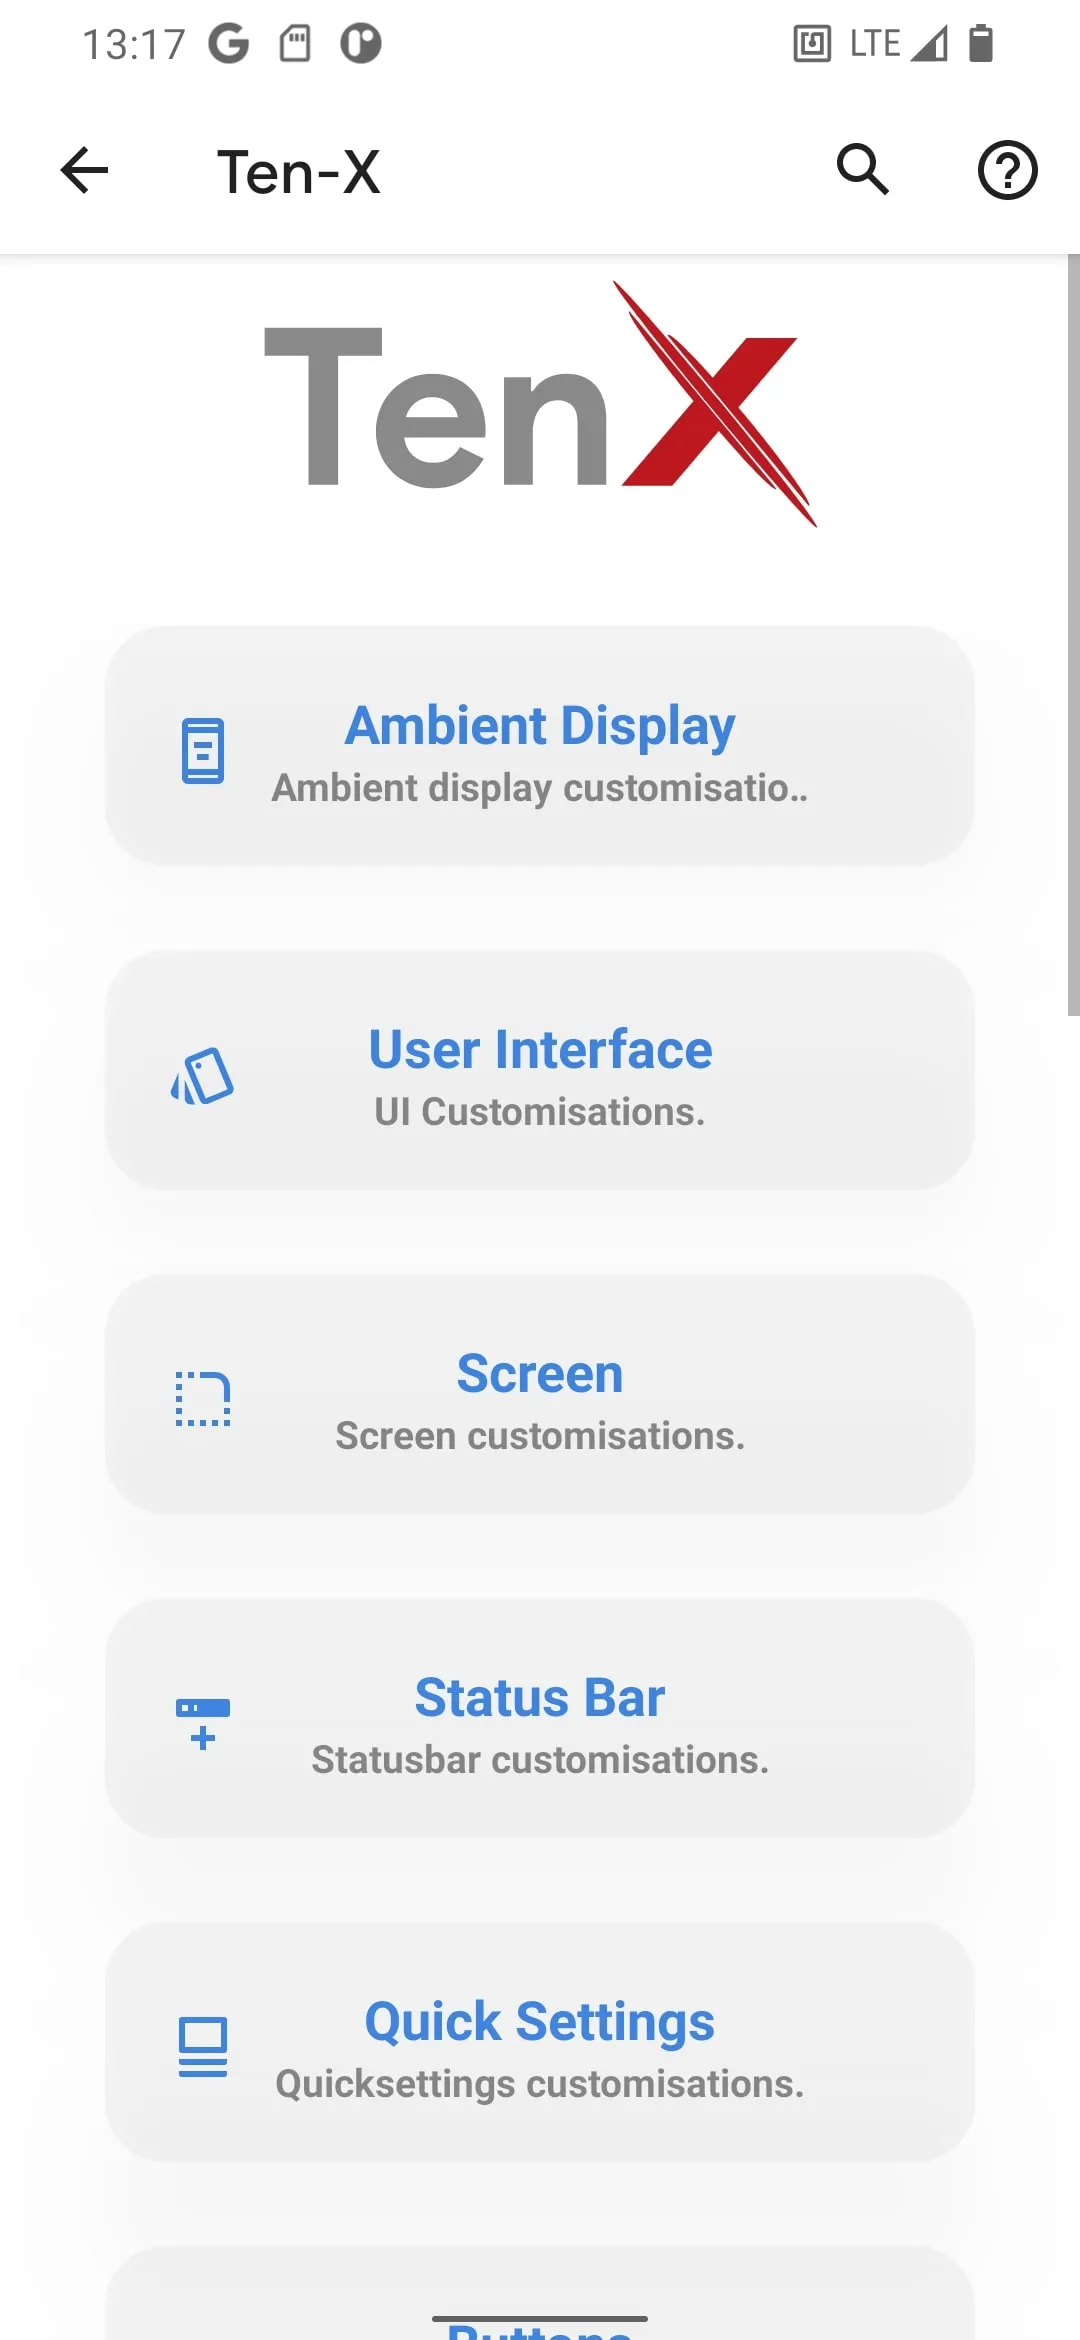 13:17 LTE
Ten-X
TenX
Ambient Display
Ambient display customisatio..
User Interface
UI Customisations.
Screen
Screen customisations.
Status Bar
Statusbar customisations.
Quick Settings
Quicksettings customisations.
Buttons